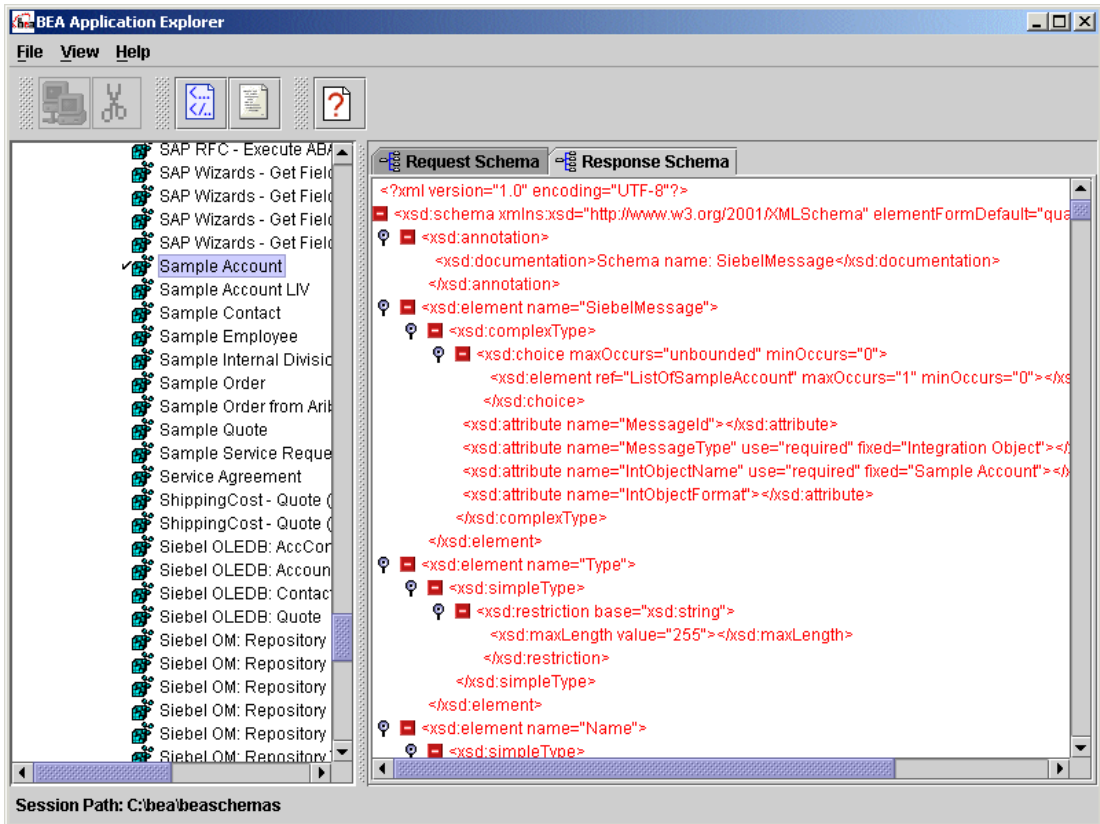 BEA Application Explorer
File View Help
SAP RFC - Execute ABA
SAP Wizards - Get Field
SAP Wizards - Get Field
SAP Wizards - Get Field
SAP Wizards - Get Field
Sample Account
Sample Account LIV
Sample Contact
Sample Employee
Sample Internal Divisio
Sample Order
Sample Order from Arib
Sample Quote
Sample Service Reque
Service Agreement
ShippingCost - Quote (
ShippingCost - Quote (
Siebel OLEDB: AccCon
Siebel OLEDB: Accoun
Siebel OLEDB: Contact
Siebel OLEDB: Quote
Siebel OM: Repository
Siebel OM: Repository
Siebel OM: Repository
Siebel OM: Repository
Siebel OM: Repository
Siebel OM: Repository
Request Schema Response Schema
<?xml version="1.0" encoding="UTF-8"?>
<xsd:schema xmlns:xsd="http://www.w3.org/2001/XMLSchema" elementFormDefault="qua
<xsd:annotation>
<xsd:documentation>Schema name: SiebelMessage</xsd:documentation>
</xsd:annotation>
<xsd:element name="SiebelMessage">
<xsd:complexType>
<xsd:choice maxOccurs="unbounded" minOccurs="0">
<xsd:element ref="ListOfSampleAccount" maxOccurs="1" minOccurs="0"></xs
</xsd:choice>
<xsd:attribute name="MessageId"></xsd:attribute>
<xsd:attribute name="MessageType" use="required" fixed="Integration Object"></
<xsd:attribute name="IntObjectName" use="required" fixed="Sample Account"></x
<xsd:attribute name="IntObjectFormat"></xsd:attribute>
</xsd:complexType>
</xsd:element>
<xsd:element name="Type">
<xsd:simpleType>
<xsd:restriction base="xsd:string">
<xsd:maxLength value="255"></xsd:maxLength>
</xsd:restriction>
</xsd:simpleType>
</xsd:element>
<xsd:element name="Name">
<xsd:simpleType>
Session Path: C:\bea\beaschemas